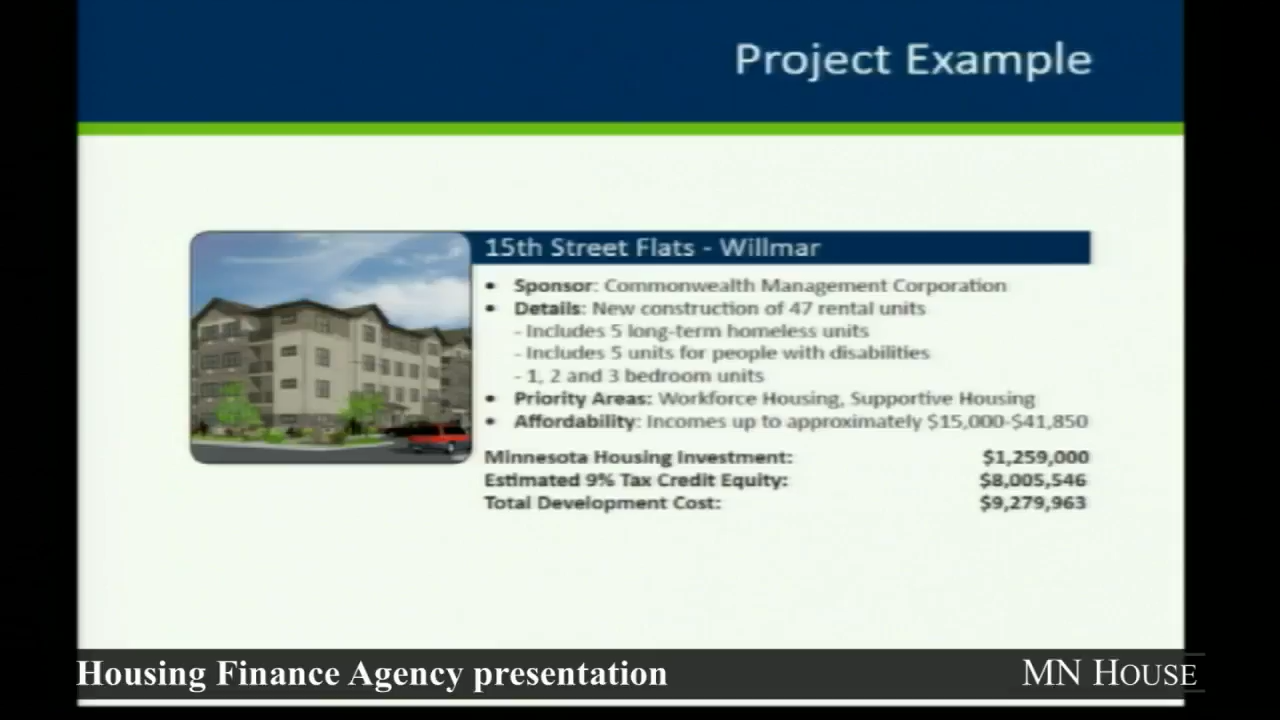 Project Example
15th Street Flats - Willmar
• Sponsor: Commonwealth Management Corporation
• Details: New construction of 47 rental units
- Includes 5 long-term homeless units
- Includes 5 units for people with disabilities
- 1, 2 and 3 bedroom units
• Priority Areas: Workforce Housing, Supportive Housing
• Affordability: Incomes up to approximately $15,000-$41,850
Minnesota Housing Investment: $1,259,000
Estimated 9% Tax Credit Equity: $8,005,546
Total Development Cost: $9,279,963
Housing Finance Agency presentation
MN HOUSE